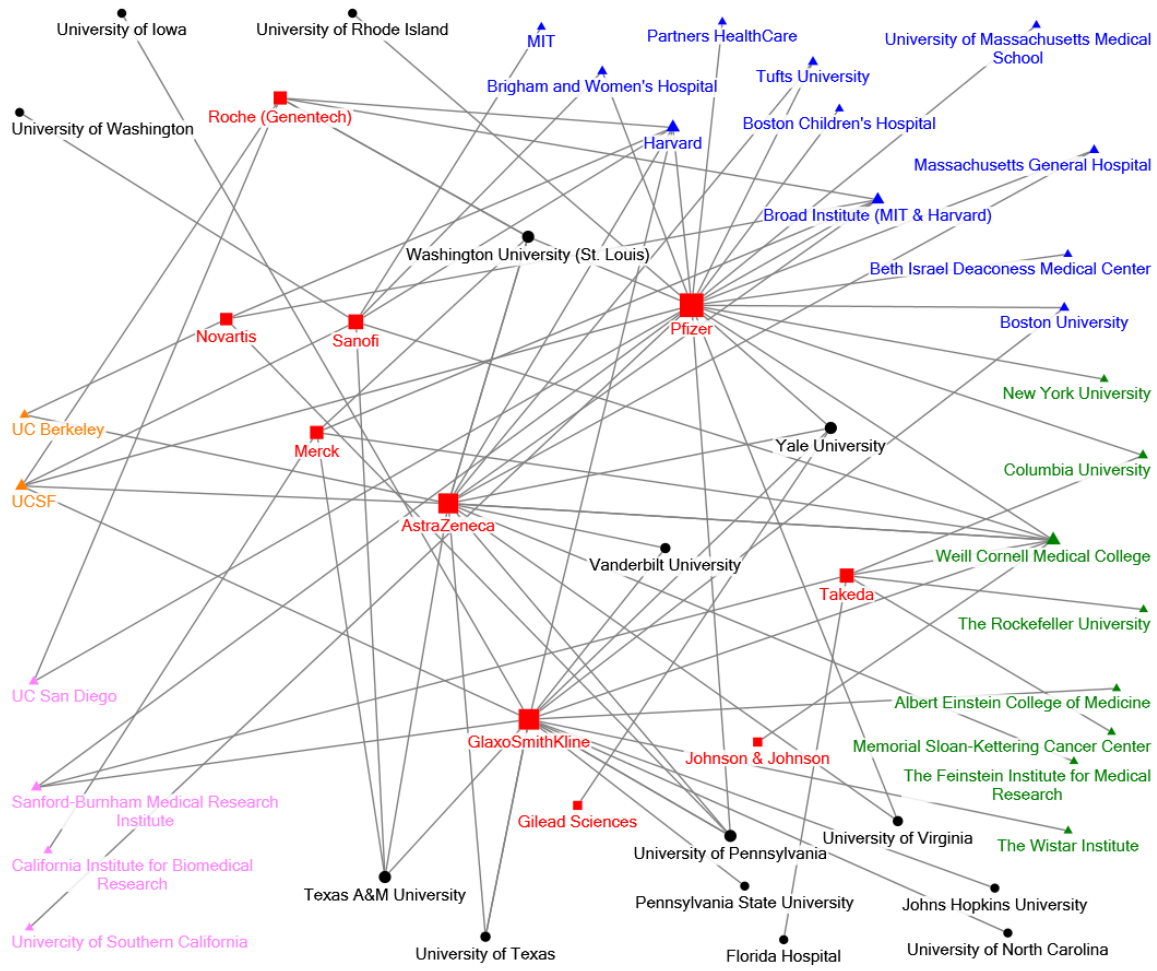 University of Iowa
University of Rhode Island
MIT
Partners HealthCare
University of Massachusetts Medical
School
Brigham and Women's Hospital
Tufts University
Roche (Genentech)
University of Washington
Boston Children's Hospital
Harvard
Massachusetts General Hospital
Broad Institute (MIT & Harvard)
Washington University (St. Louis)
Beth Israel Deaconess Medical Center
Novartis
Sanofi
Pfizer
Boston University
New York University
UC Berkeley
Merck
Yale University
Columbia University
UCSF
AstraZeneca
Vanderbilt University
Weill Cornell Medical College
Takeda
The Rockefeller University
UC San Diego
Albert Einstein College of Medicine
GlaxoSmithKline
Johnson & Johnson
Memorial Sloan-Kettering Cancer Center
The Feinstein Institute for Medical
Research
Sanford-Burnham Medical Research
Institute
Gilead Sciences
University of Virginia
The Wistar Institute
University of Pennsylvania
California Institute for Biomedical
Research
Texas A&M University
Pennsylvania State University
Johns Hopkins University
Univercity of Southern California
University of Texas
Florida Hospital
University of North Carolina